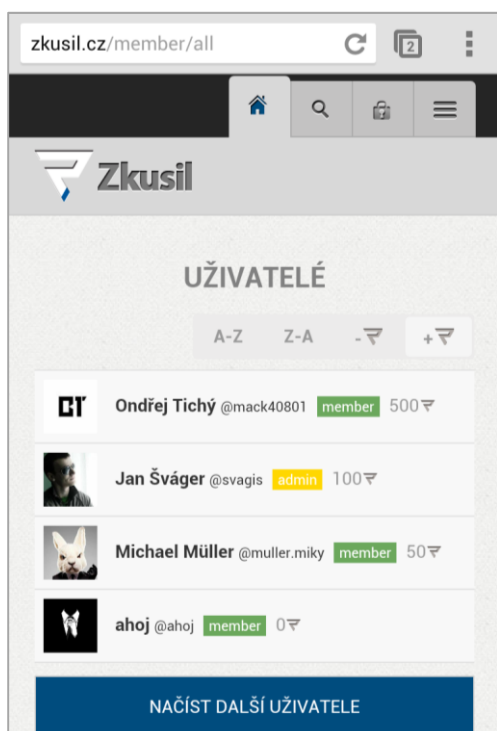 zkusil.cz/member/all
2
Zkusil
UŽIVATELÉ
A-Z Z-A - +
Ondřej Tichý @mack40801 member 500
Jan Šváger @svagis admin 100
Michael Müller @muller.miky member 50
ahoj @ahoj member 0
NAČÍST DALŠÍ UŽIVATELE